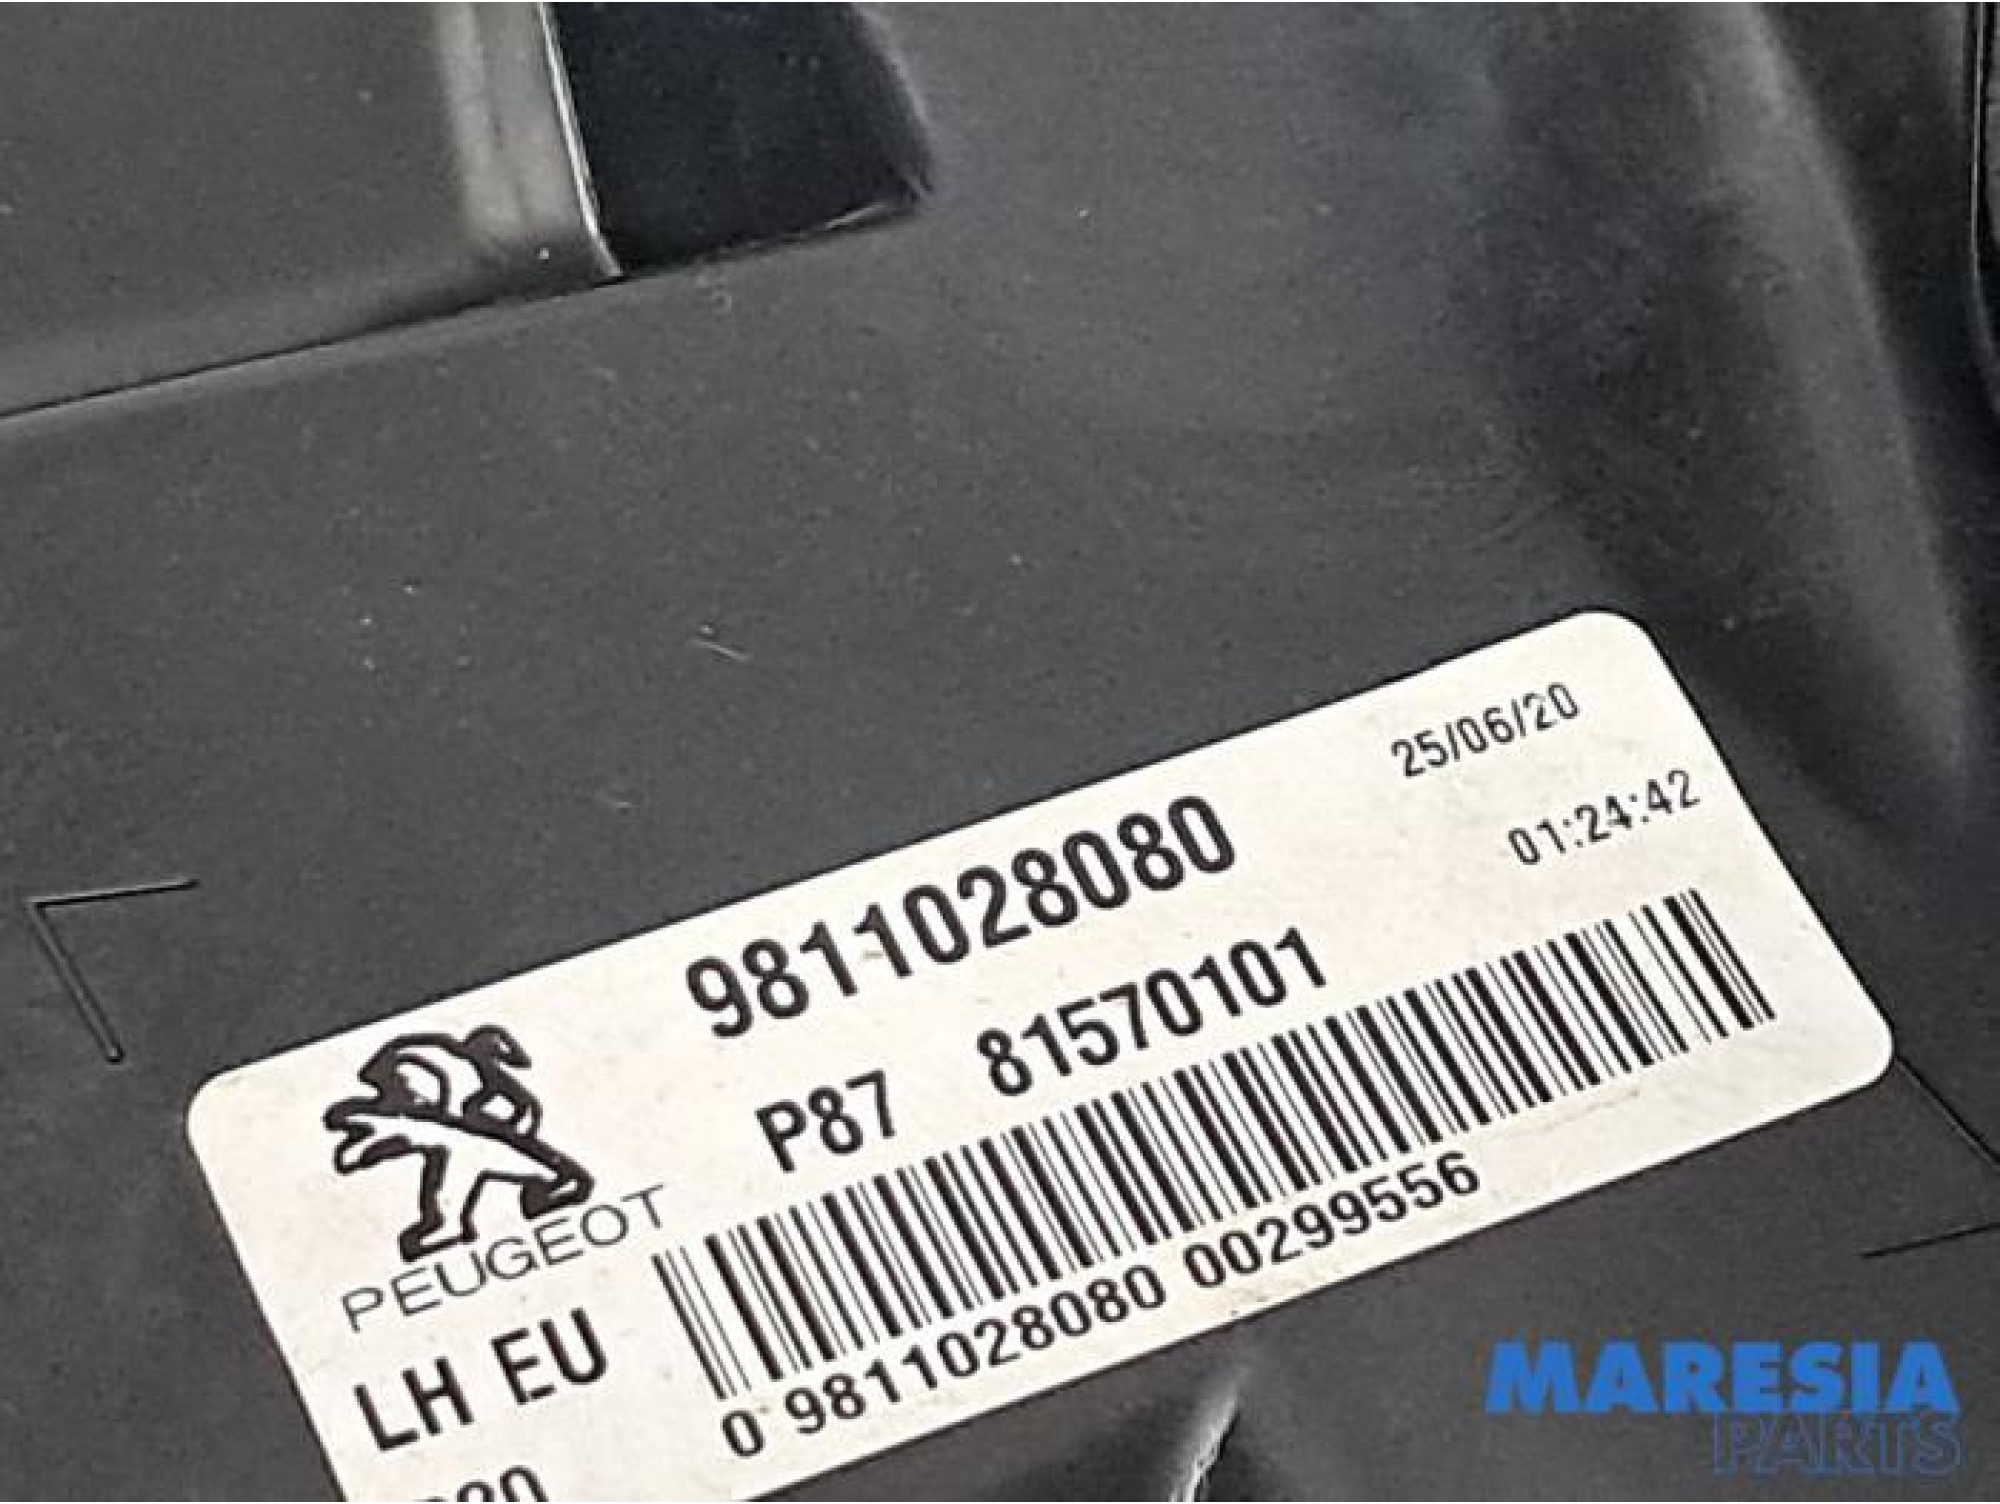 25/06/20
9811028080
01:24:42
P87 81570101
PEUGEOT
0 9811028080 00299556
LH EU
MARESIA
PARTS